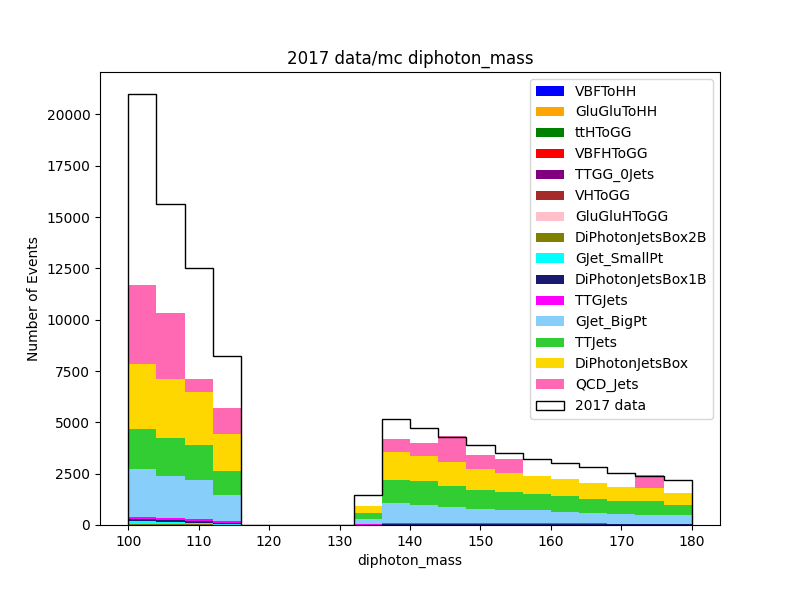 2017 data/mc diphoton_mass
Number of Events
20000
17500
15000
12500
10000
7500
5000
2500
0
VBFToHH
GluGluToHH
ttHToGG
VBFHToGG
TTGG_0Jets
VHToGG
GluGluHToGG
DiPhotonJetsBox2B
GJet_SmallPt
DiPhotonJetsBox1B
TTGJets
GJet_BigPt
TTJets
DiPhotonJetsBox
QCD_Jets
2017 data
100 110 120 130 140 150 160 170 180
diphoton_mass